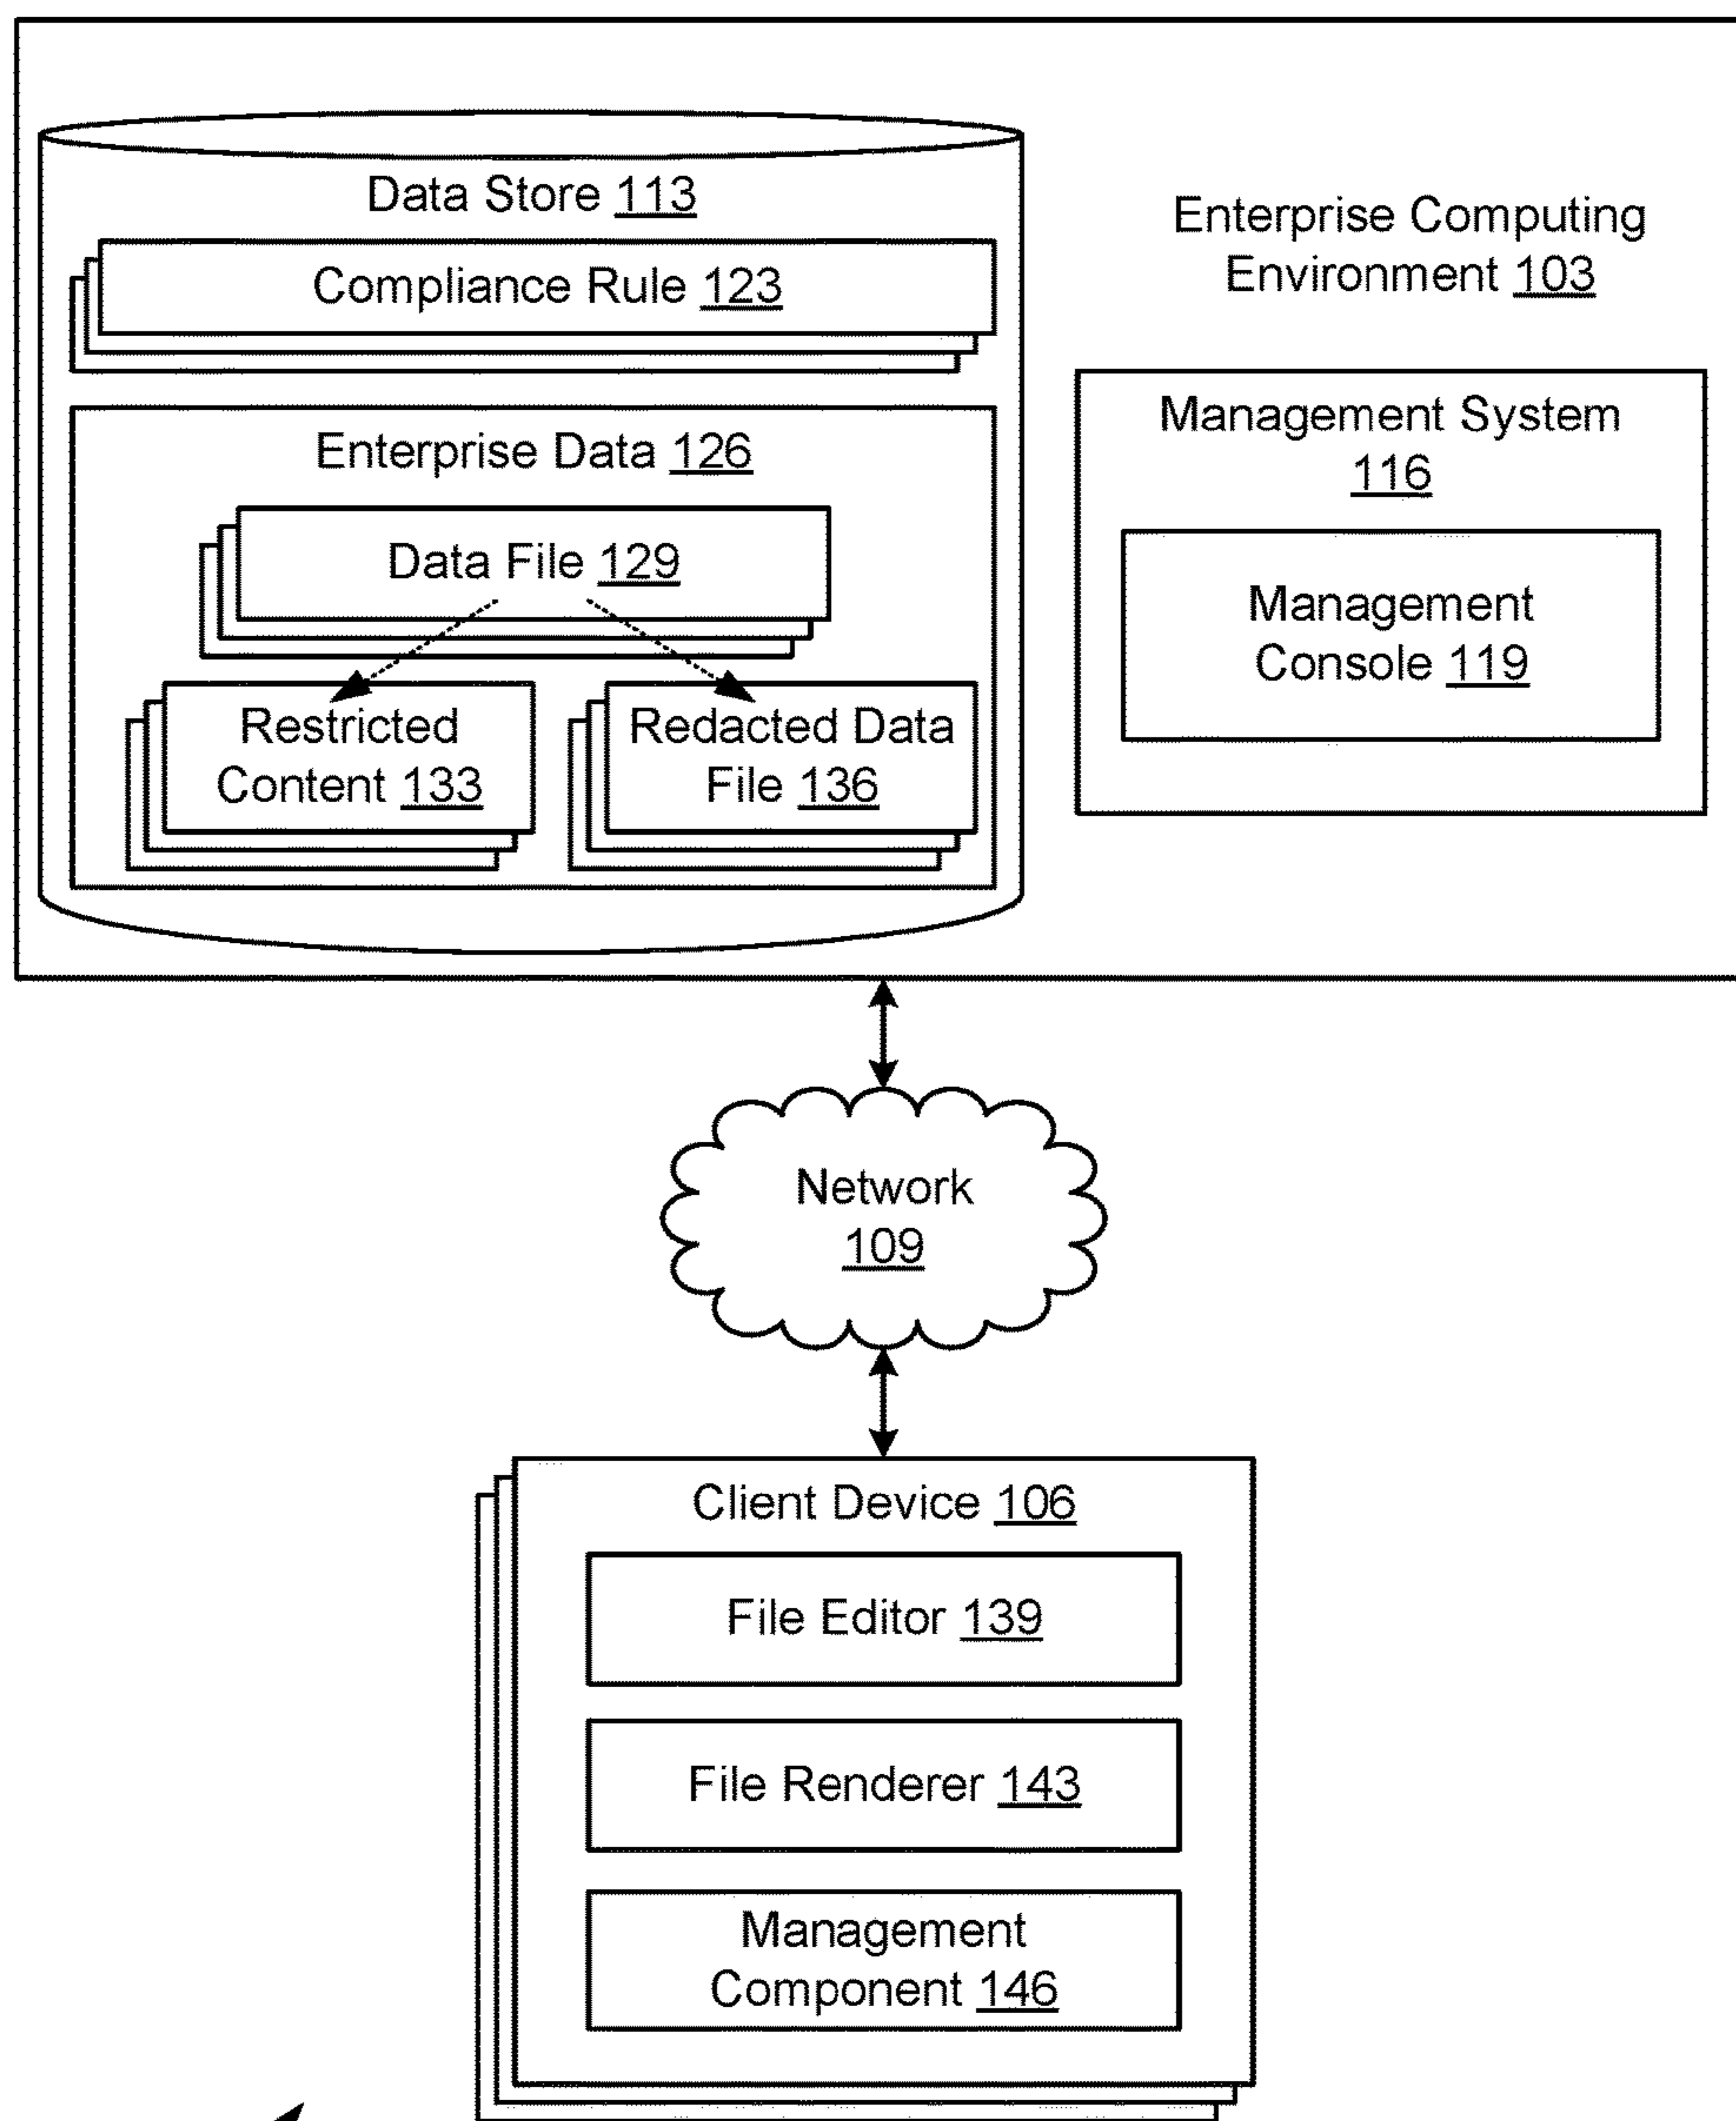 Data Store 113
Compliance Rule 123
Enterprise Data 126
Data File 129
Restricted
Content 133
Redacted Data
File 136
Enterprise Computing
Environment 103
Management System
116
Management
Console 119
Network
109
Client Device 106
File Editor 139
File Renderer 143
Management
Component 146